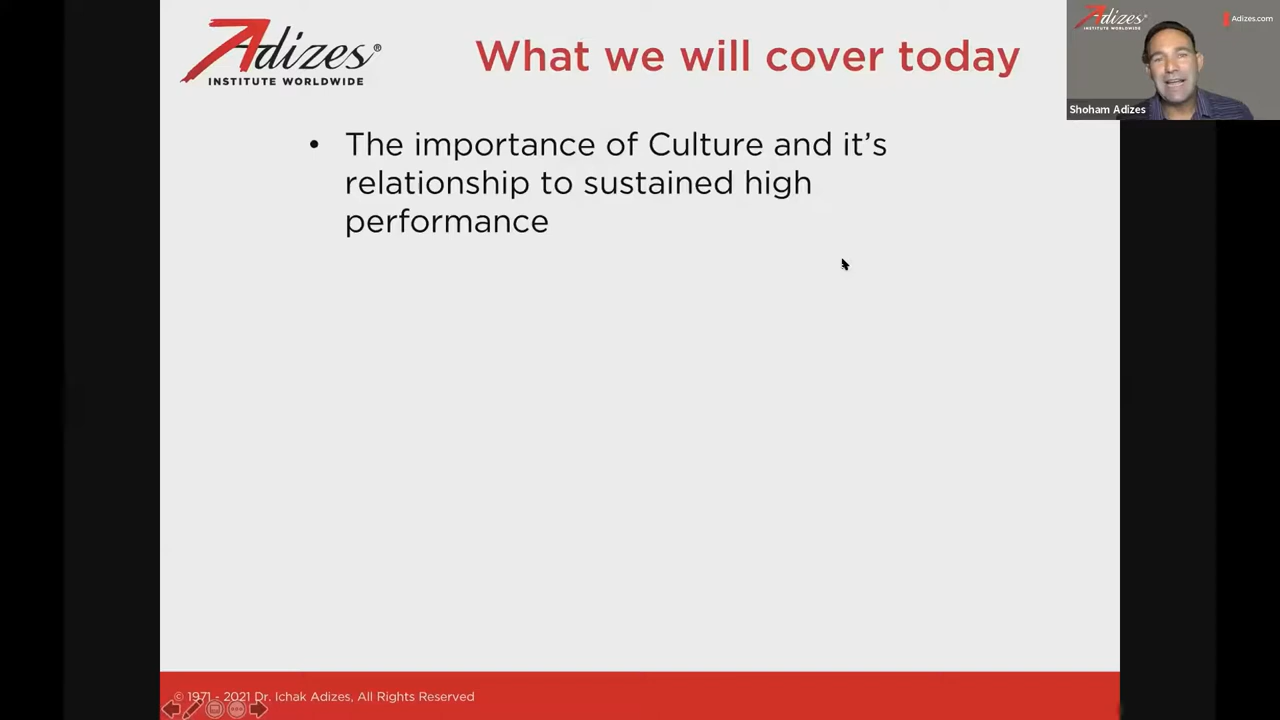 Adizes®
INSTITUTE WORLDWIDE
What we will cover today
• The importance of Culture and it's
relationship to sustained high
performance
Adizes
INSTITUTE WORLDWIDE
Adizes.com
Shoham Adizes
© 1971 - 2021 Dr. Ichak Adizes, All Rights Reserved